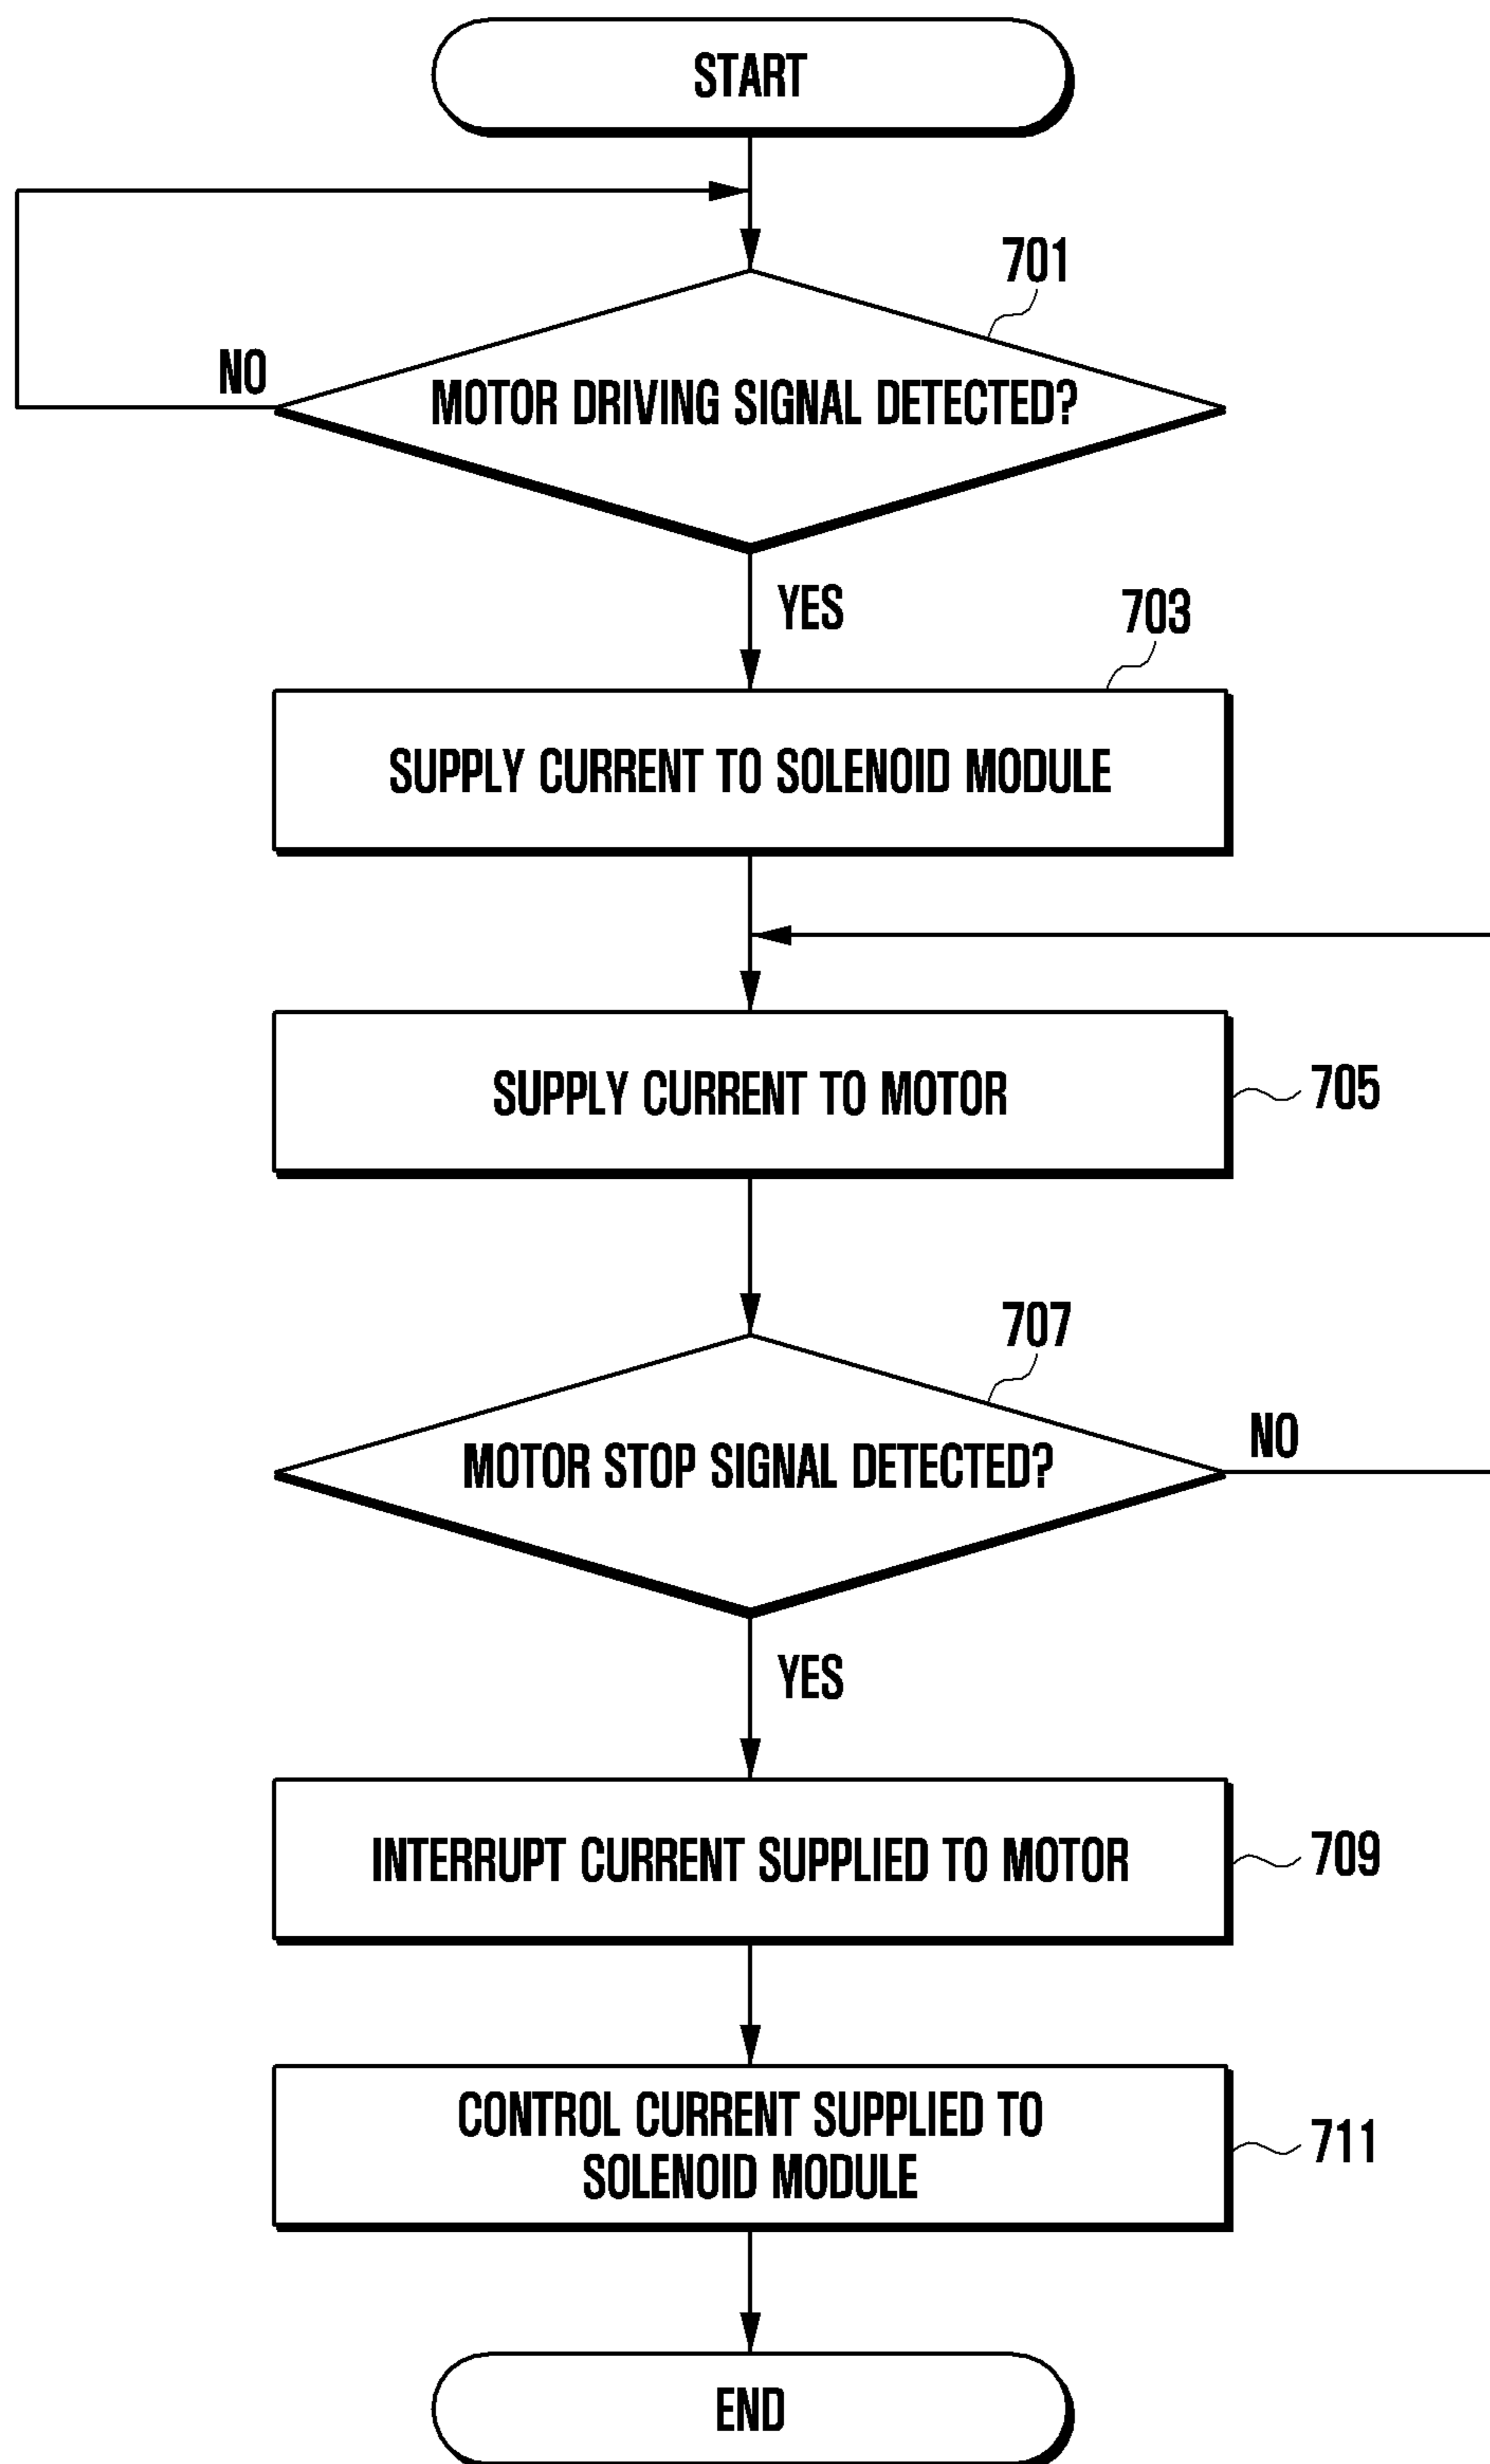 START
701
NO
MOTOR DRIVING SIGNAL DETECTED?
YES
703
SUPPLY CURRENT TO SOLENOID MODULE
SUPPLY CURRENT TO MOTOR
705
707
NO
MOTOR STOP SIGNAL DETECTED?
YES
INTERRUPT CURRENT SUPPLIED TO MOTOR
709
CONTROL CURRENT SUPPLIED TO
SOLENOID MODULE
711
END